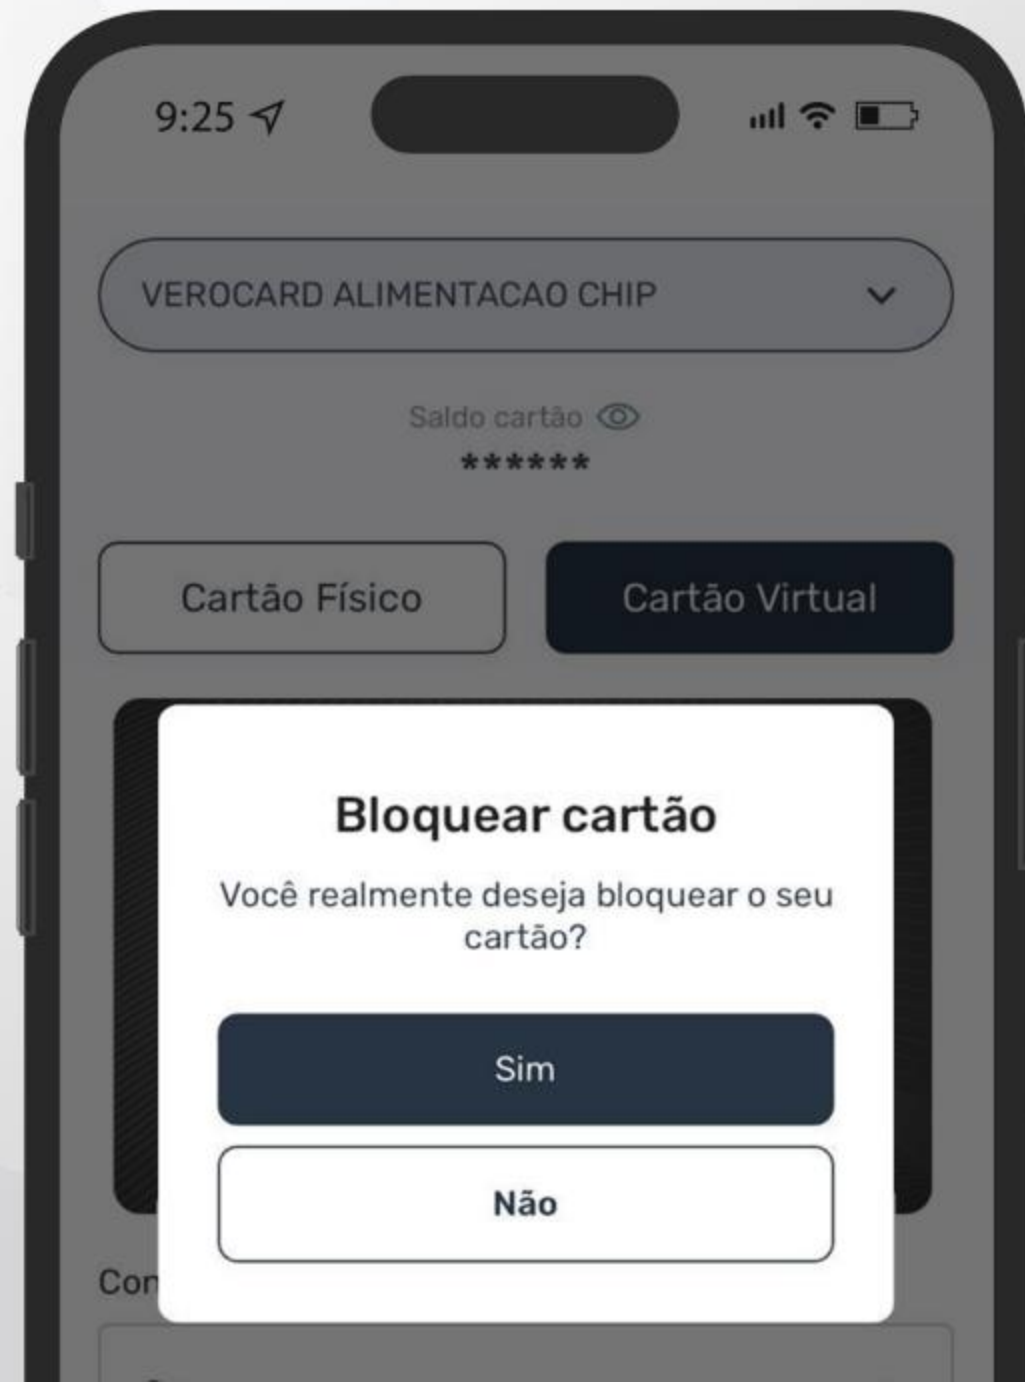 9:25
VEROCARD ALIMENTACAO CHIP
Saldo cartão
******
Cartão Físico
Cartão Virtual
Bloquear cartão
Você realmente deseja bloquear o seu
cartão?
Sim
Não